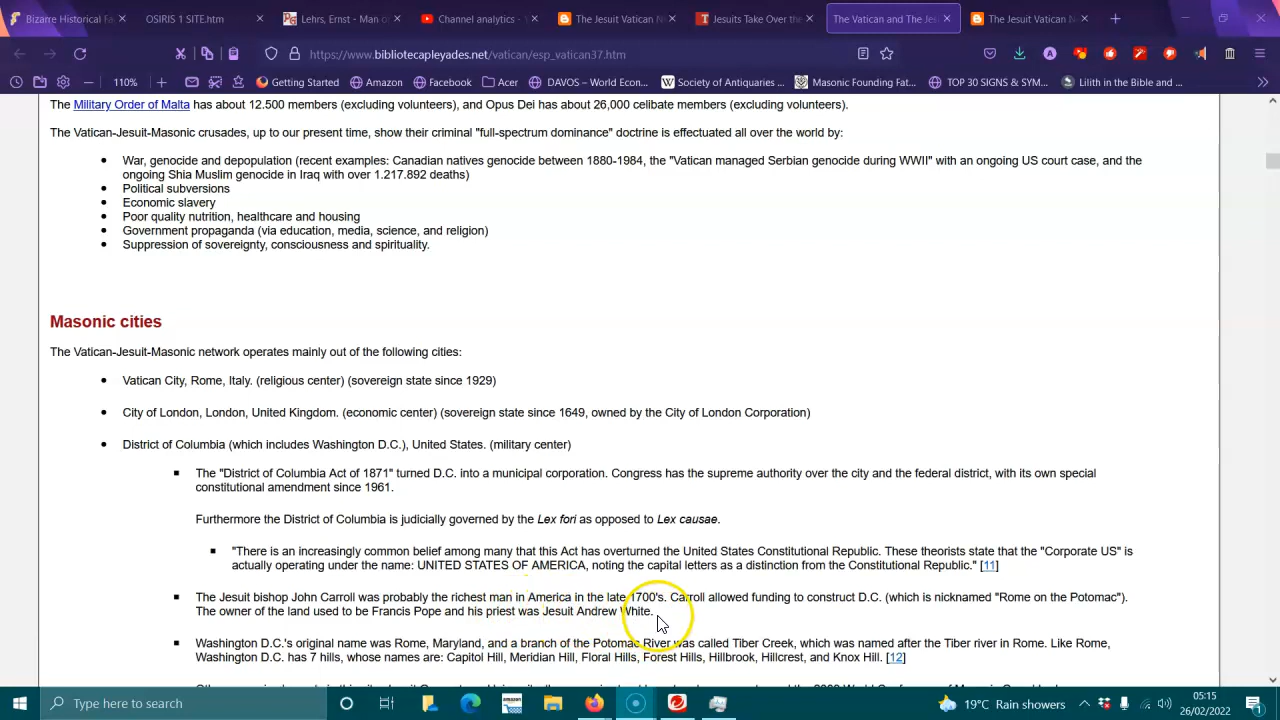 Bizarre Historical Fa
OSIRIS 1 SITE.htm
Lehrs, Ernst - Man o
Channel analytics -
The Jesuit Vatican N
Jesuits Take Over the
The Vatican and The Jes
The Jesuit Vatican N
https://www.bibliotecapleyades.net/vatican/esp_vatican37.htm
110%
Getting Started
Amazon
Facebook
Acer
DAVOS – World Econ...
Society of Antiquaries ...
Masonic Founding Fat...
TOP 30 SIGNS & SYM...
Lilith in the Bible and ...
The Military Order of Malta has about 12.500 members (excluding volunteers), and Opus Dei has about 26,000 celibate members (excluding volunteers).
The Vatican-Jesuit-Masonic crusades, up to our present time, show their criminal "full-spectrum dominance" doctrine is effectuated all over the world by:
• War, genocide and depopulation (recent examples: Canadian natives genocide between 1880-1984, the "Vatican managed Serbian genocide during WWII" with an ongoing US court case, and the
ongoing Shia Muslim genocide in Iraq with over 1.217.892 deaths)
• Political subversions
• Economic slavery
• Poor quality nutrition, healthcare and housing
• Government propaganda (via education, media, science, and religion)
• Suppression of sovereignty, consciousness and spirituality.
Masonic cities
The Vatican-Jesuit-Masonic network operates mainly out of the following cities:
• Vatican City, Rome, Italy. (religious center) (sovereign state since 1929)
• City of London, London, United Kingdom. (economic center) (sovereign state since 1649, owned by the City of London Corporation)
• District of Columbia (which includes Washington D.C.), United States. (military center)
▪ The "District of Columbia Act of 1871" turned D.C. into a municipal corporation. Congress has the supreme authority over the city and the federal district, with its own special
constitutional amendment since 1961.
Furthermore the District of Columbia is judicially governed by the Lex fori as opposed to Lex causae.
▪ "There is an increasingly common belief among many that this Act has overturned the United States Constitutional Republic. These theorists state that the "Corporate US" is
actually operating under the name: UNITED STATES OF AMERICA, noting the capital letters as a distinction from the Constitutional Republic." [11]
▪ The Jesuit bishop John Carroll was probably the richest man in America in the late 1700's. Carroll allowed funding to construct D.C. (which is nicknamed "Rome on the Potomac").
The owner of the land used to be Francis Pope and his priest was Jesuit Andrew White.
▪ Washington D.C.'s original name was Rome, Maryland, and a branch of the Potomac River was called Tiber Creek, which was named after the Tiber river in Rome. Like Rome,
Washington D.C. has 7 hills, whose names are: Capitol Hill, Meridian Hill, Floral Hills, Forest Hills, Hillbrook, Hillcrest, and Knox Hill. [12]
Type here to search
19°C Rain showers
05:15
26/02/2022